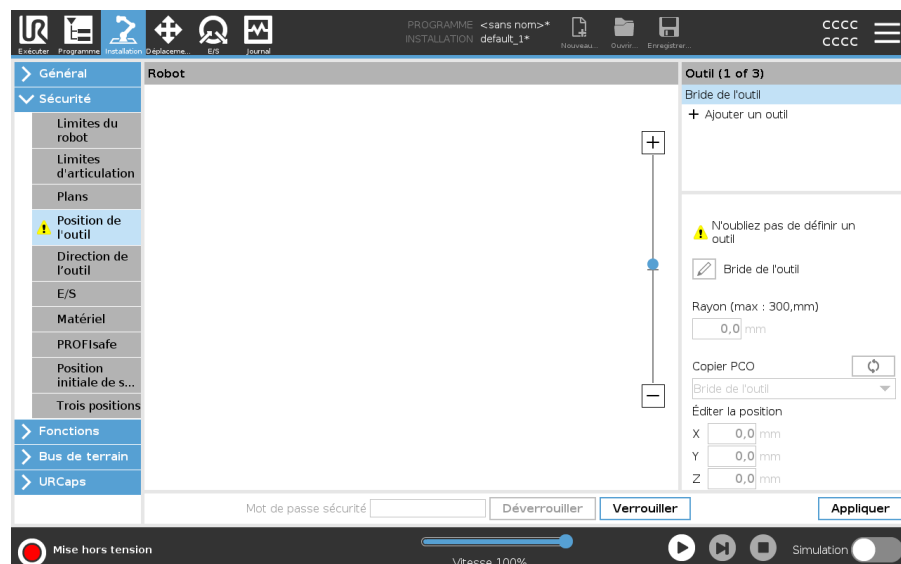 PROGRAMME <sans nom>*
INSTALLATION default_1*
Exécuter Programme Installation Déplaceme... E/S Journal Nouveau... Ouvrir... Enregistrer...
CCCC
CCCC
Général
Sécurité
Limites du
robot
Limites
d'articulation
Plans
Position de
l'outil
Direction de
l'outil
E/S
Matériel
PROFIsafe
Position
initiale de s...
Trois positions
Fonctions
Bus de terrain
URCaps
Robot
Outil (1 of 3)
Bride de l'outil
+ Ajouter un outil
N'oubliez pas de définir un
outil
Bride de l'outil
Rayon (max : 300,mm)
0,0 mm
Copier PCO
Bride de l'outil
Éditer la position
X 0,0 mm
Y 0,0 mm
Z 0,0 mm
Mot de passe sécurité Déverrouiller Verrouiller Appliquer
Mise hors tension
Vitesse 100%
Simulation